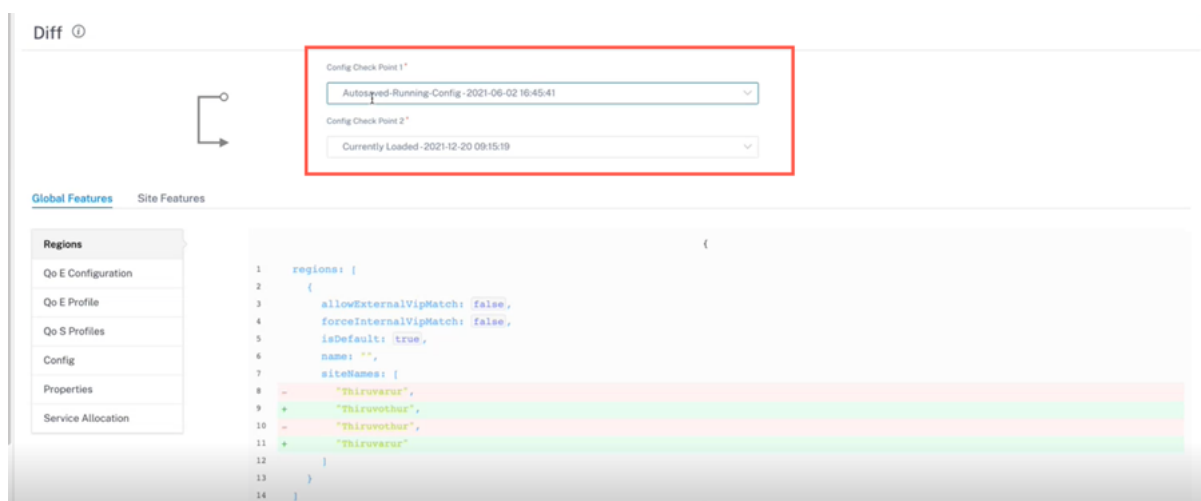 Diff
Config Check Point 1*
Autosaved-Running-Config - 2021-06-02 16:45:41
Config Check Point 2*
Currently Loaded - 2021-12-20 09:15:19
Global Features Site Features
Regions
Qo E Configuration
Qo E Profile
Qo S Profiles
Config
Properties
Service Allocation
{
1 regions: [
2 {
3 allowExternalVipMatch: false,
4 forceInternalVipMatch: false,
5 isDefault: true,
6 name: "",
7 siteNames: [
8 - "Thiruvarur",
9 + "Thiruvothur",
10 - "Thiruvothur",
11 + "Thiruvarur"
12 ]
13 }
14 ]